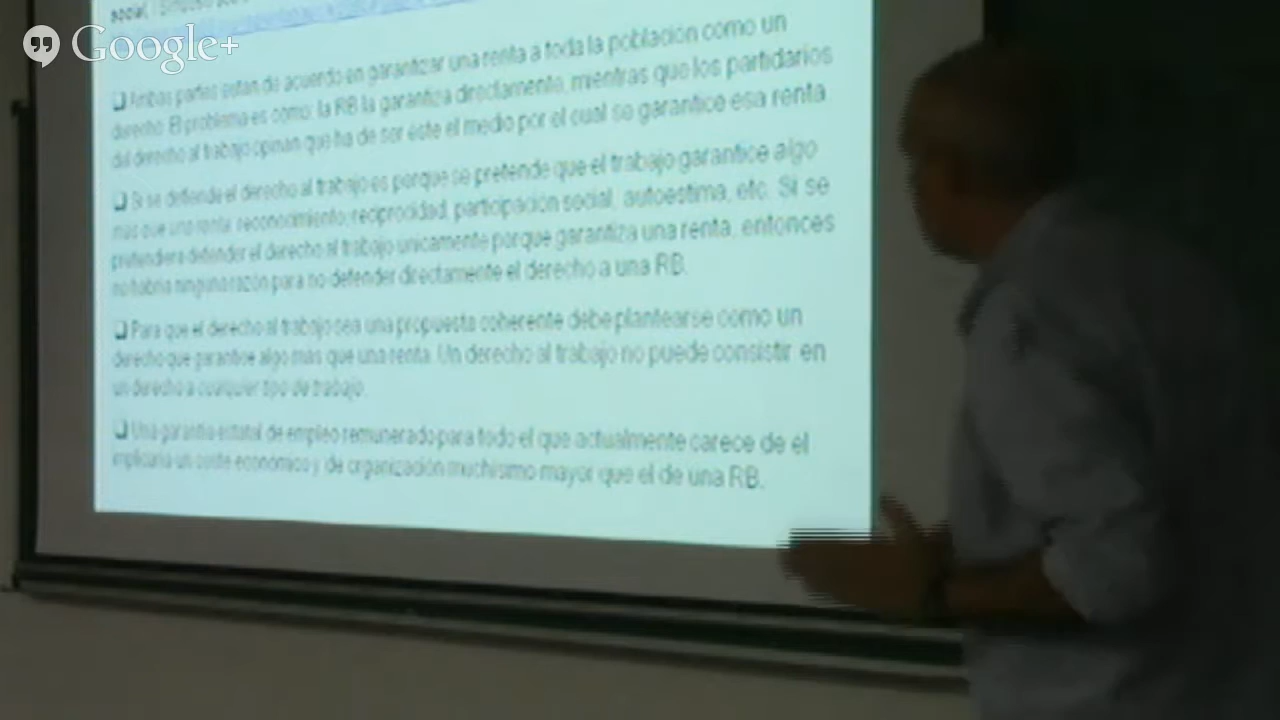 Google+
social.
❑ Ambas partes están de acuerdo en garantizar una renta a toda la población como un
derecho. El problema es cómo: la RB la garantiza directamente, mientras que los partidarios
del derecho al trabajo opinan que ha de ser éste el medio por el cual se garantice esa renta
❑ Si se defiende el derecho al trabajo es porque se pretende que el trabajo garantice algo
más que una renta: reconocimiento, reciprocidad, participación social, autoestima, etc. Si se
pretendiera defender el derecho al trabajo únicamente porque garantiza una renta, entonces
no habría ninguna razón para no defender directamente el derecho a una RB.
❑ Para que el derecho al trabajo sea una propuesta coherente debe plantearse como un
derecho que garantice algo más que una renta. Un derecho al trabajo no puede consistir en
un derecho a cualquier tipo de trabajo.
❑ Una garantía estatal de empleo remunerado para todo el que actualmente carece de él
implicaría un coste económico y de organización muchísimo mayor que el de una RB.